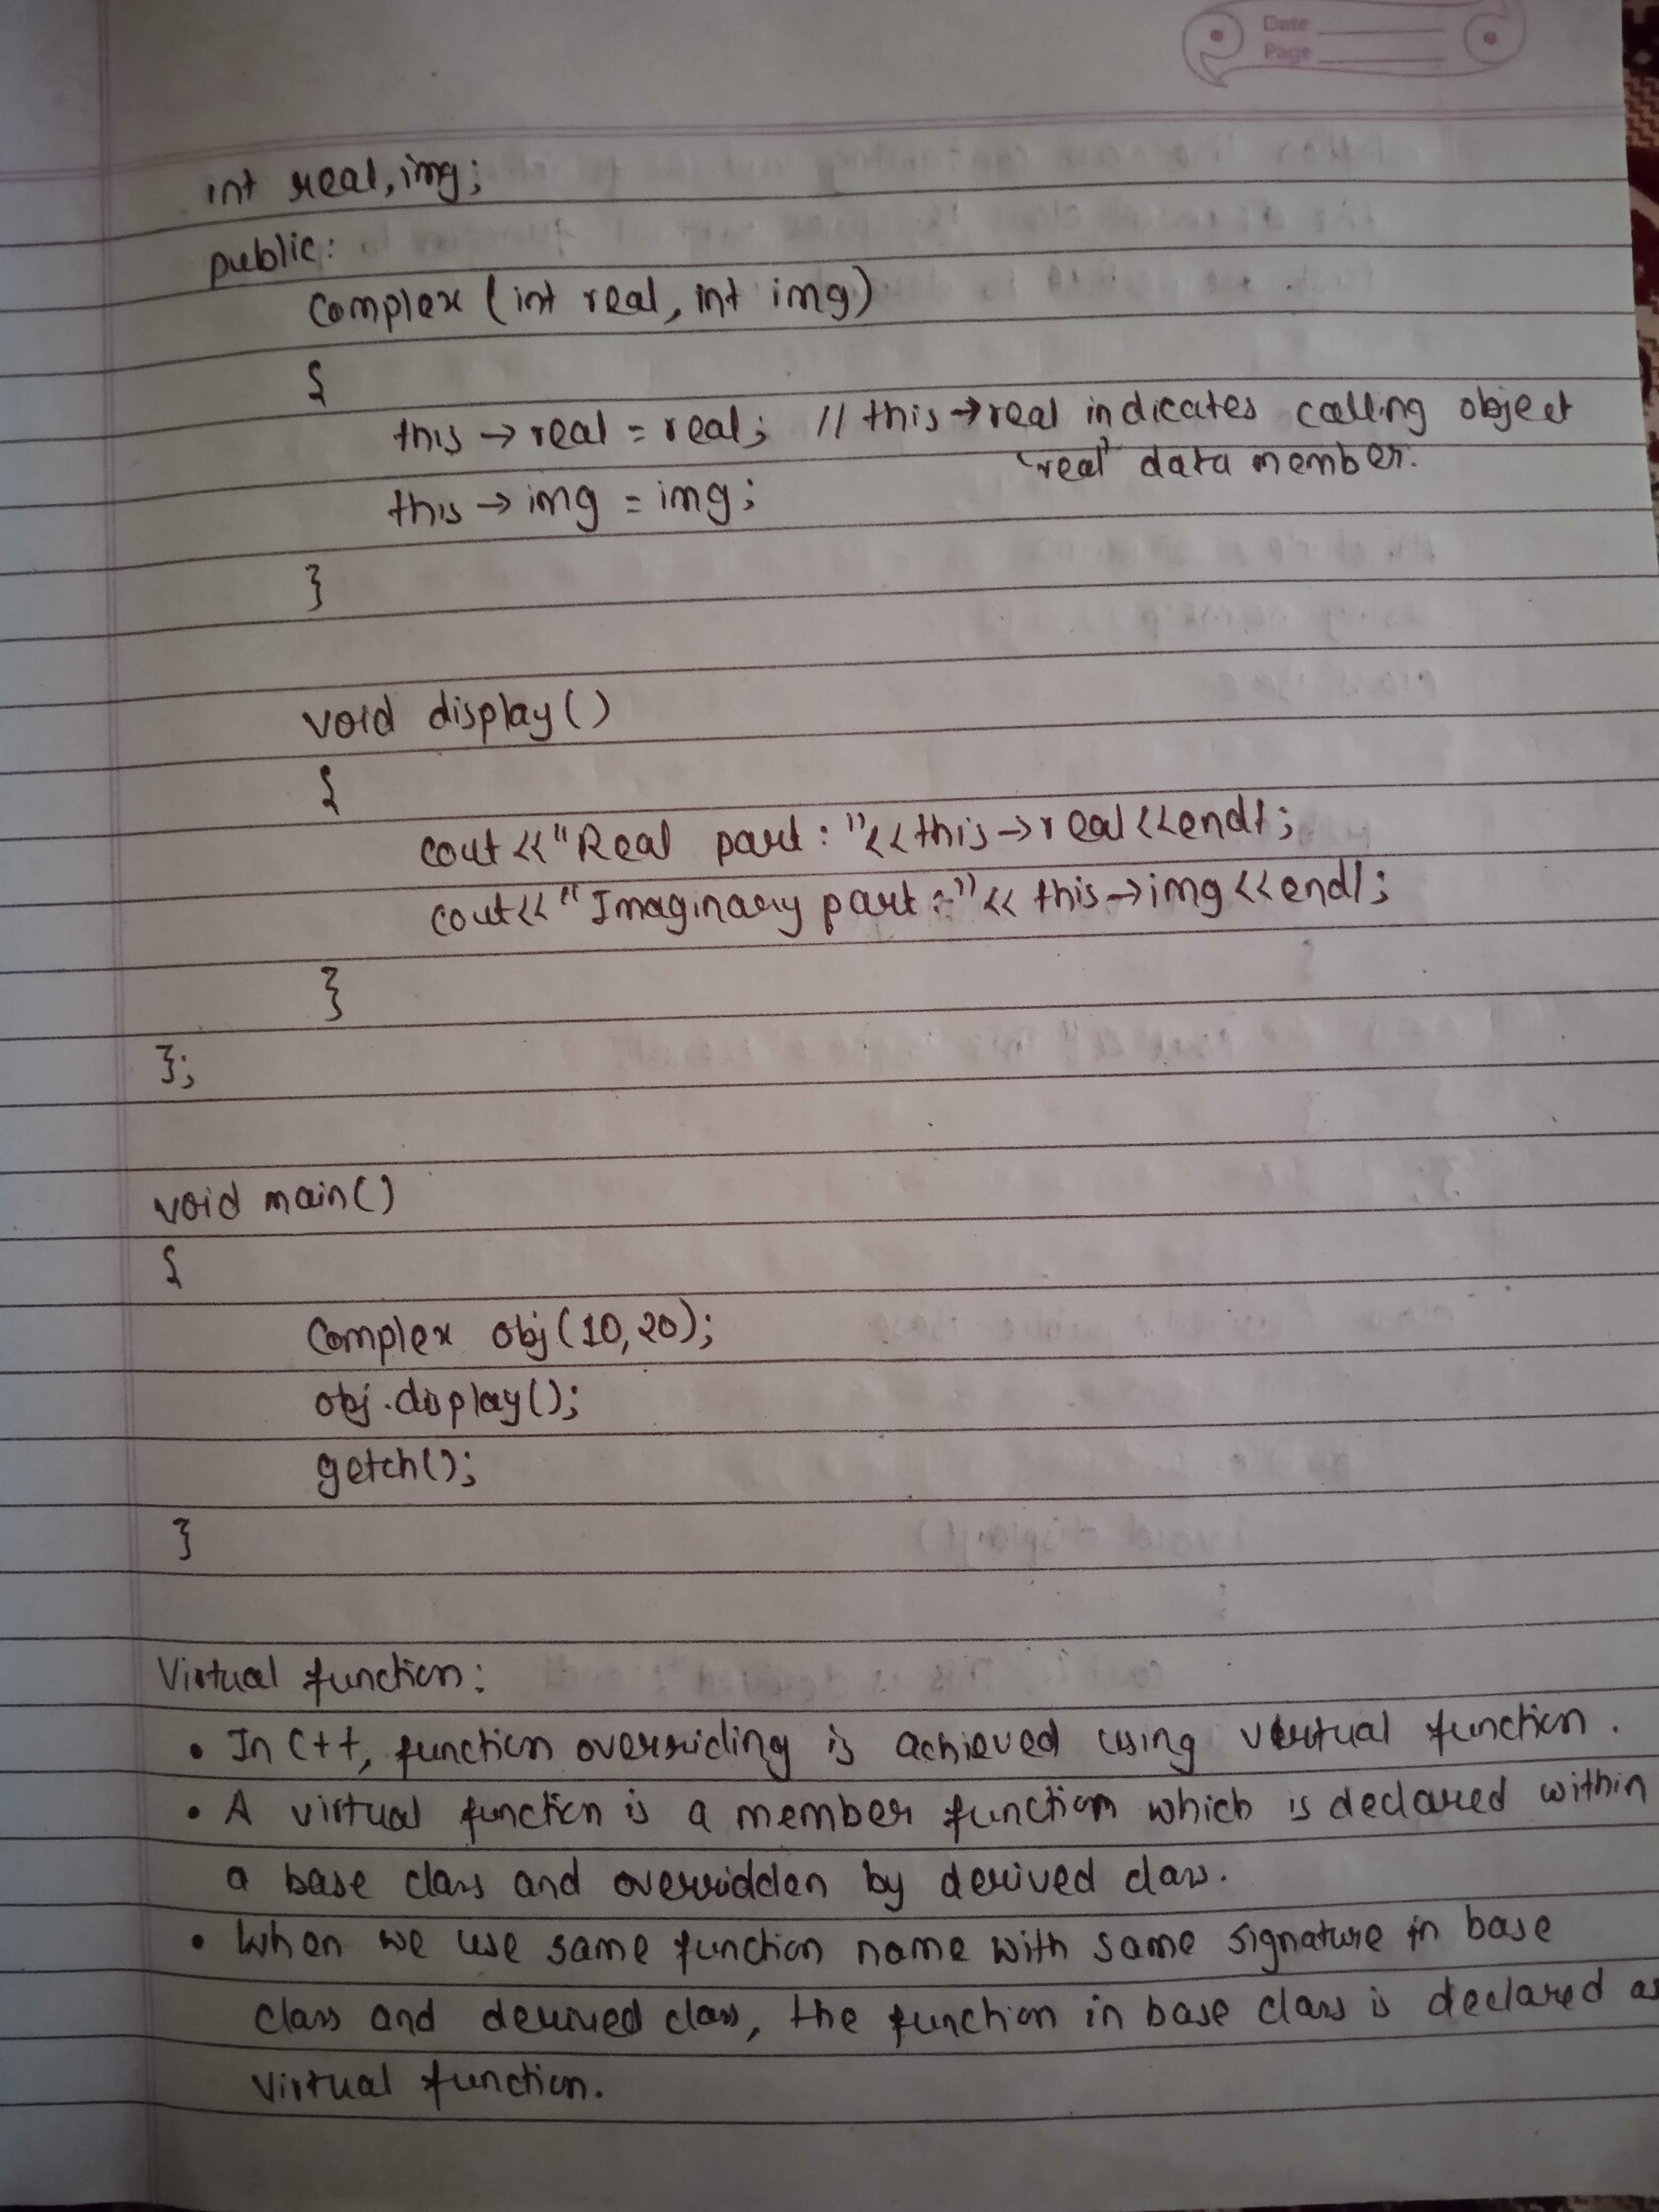 Date
Page
int real,img;
public:
Complex (int real, int img)
{
this → real = real; // this → real indicates calling object
'real' data member.
this → img = img;
}
void display()
{
cout<<"Real part: "<<this→real<<endl;
cout<<"Imaginary part :"<< this→img<<endl;
}
};
void main()
{
Complex obj(10,20);
obj.display();
getch();
}
Virtual function:
• In C++, function overriding is achieved using virtual function.
• A virtual function is a member function which is declared within
a base class and overridden by derived class.
• When we use same function name with same signature in base
class and derived class, the function in base class is declared as
virtual function.